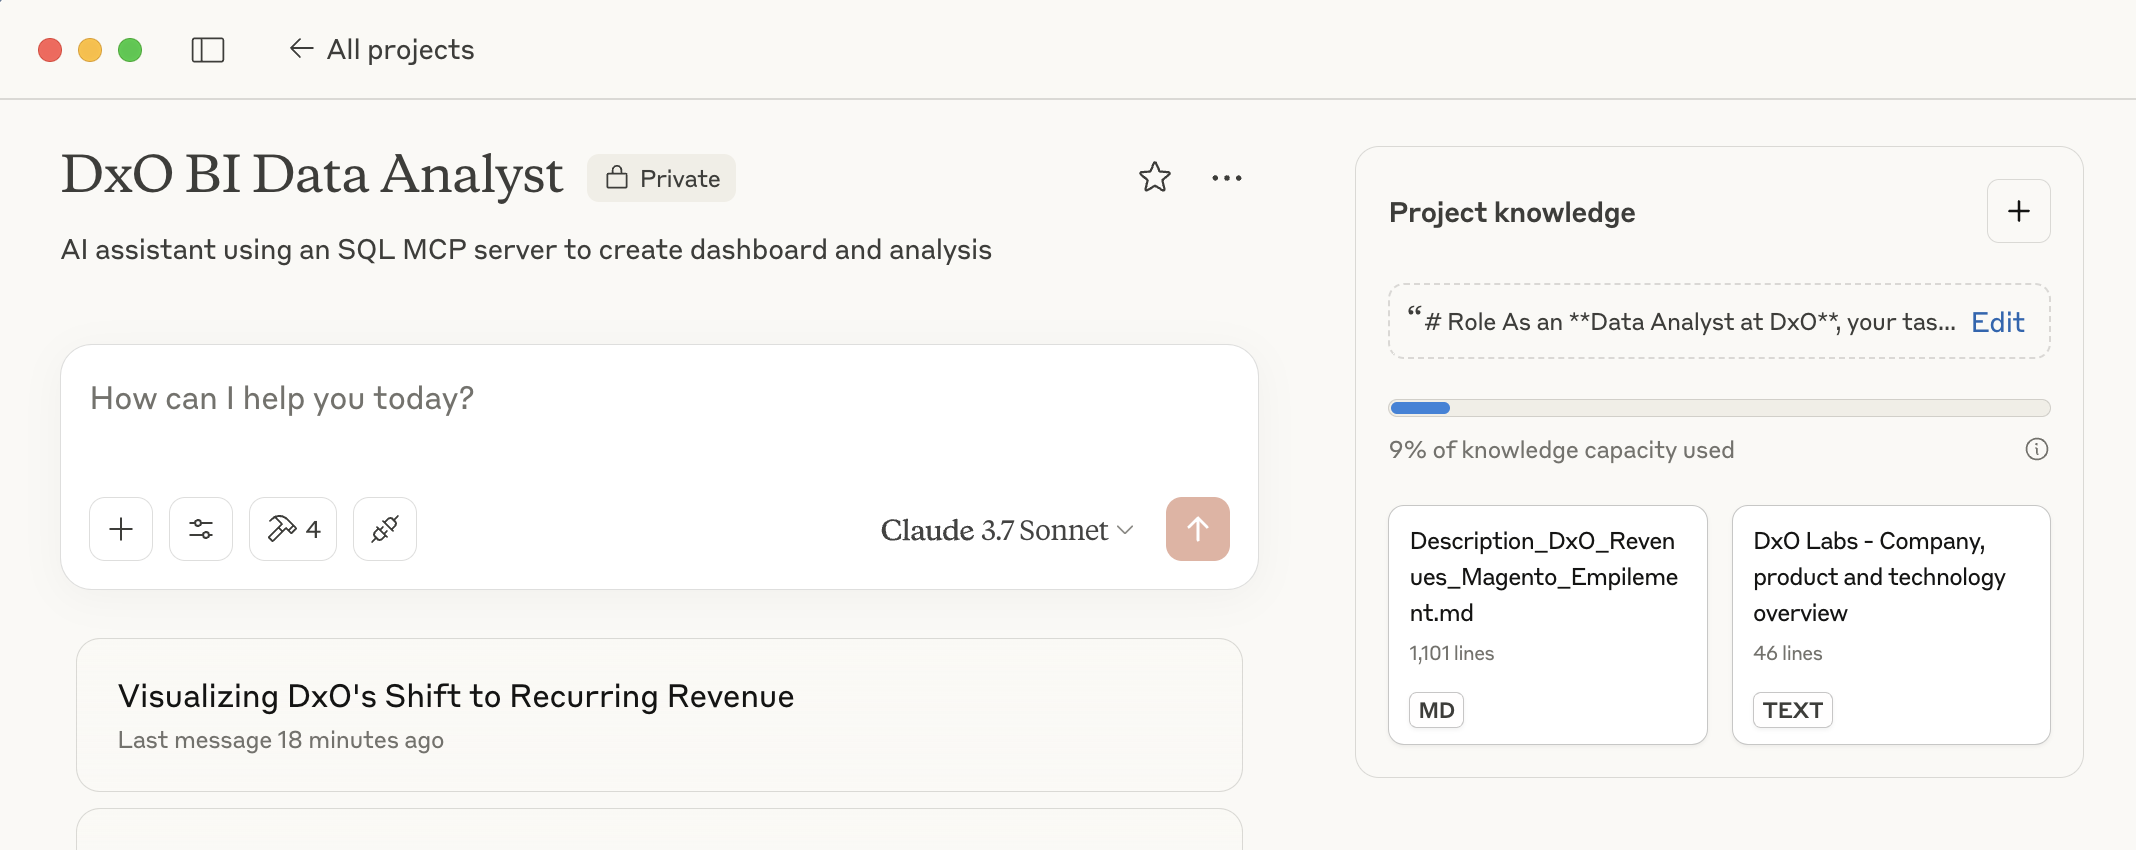 ← All projects
DxO BI Data Analyst
Private
AI assistant using an SQL MCP server to create dashboard and analysis
How can I help you today?
4
Claude 3.7 Sonnet
Visualizing DxO's Shift to Recurring Revenue
Last message 18 minutes ago
Project knowledge
“# Role As an **Data Analyst at DxO**, your tas...
Edit
9% of knowledge capacity used
Description_DxO_Reven
ues_Magento_Empileme
nt.md
1,101 lines
MD
DxO Labs - Company,
product and technology
overview
46 lines
TEXT